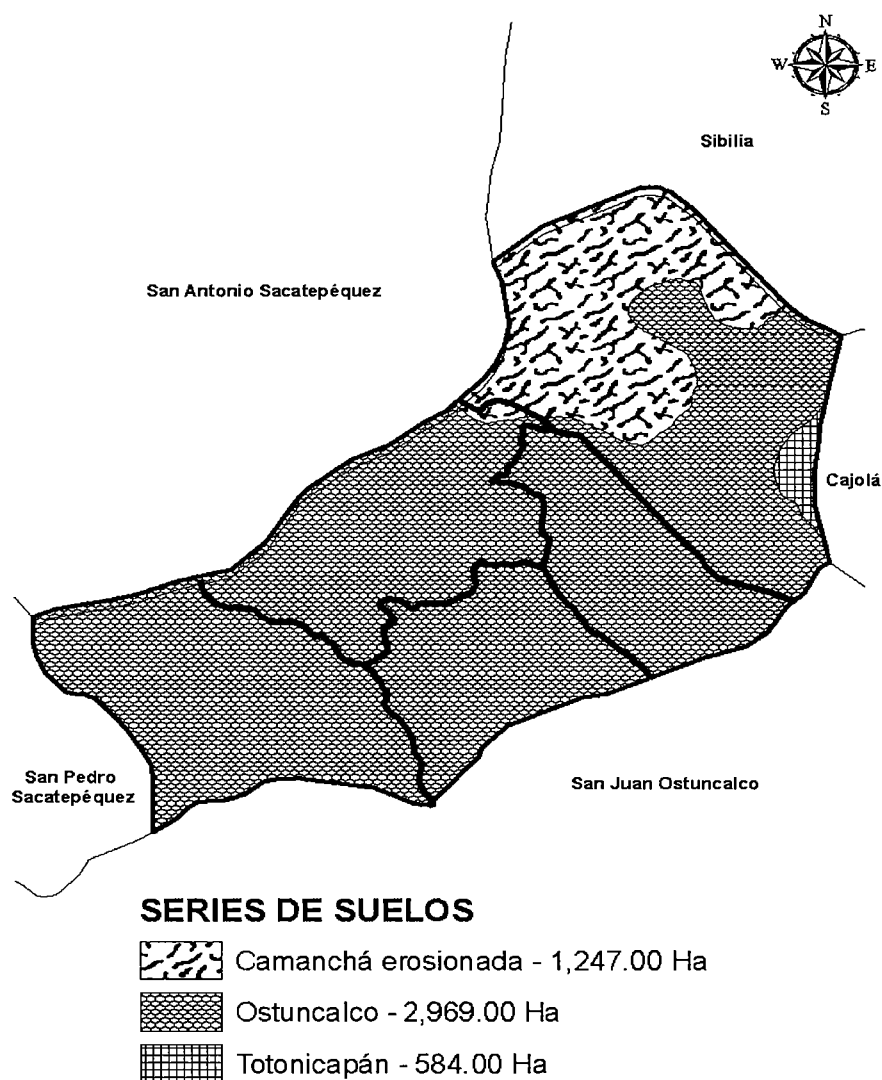 N
W E
S
Sibilia
San Antonio Sacatepéquez
Cajolá
San Pedro
Sacatepéquez
San Juan Ostuncalco
SERIES DE SUELOS
Camanchá erosionada - 1,247.00 Ha
Ostuncalco - 2,969.00 Ha
Totonicapán - 584.00 Ha